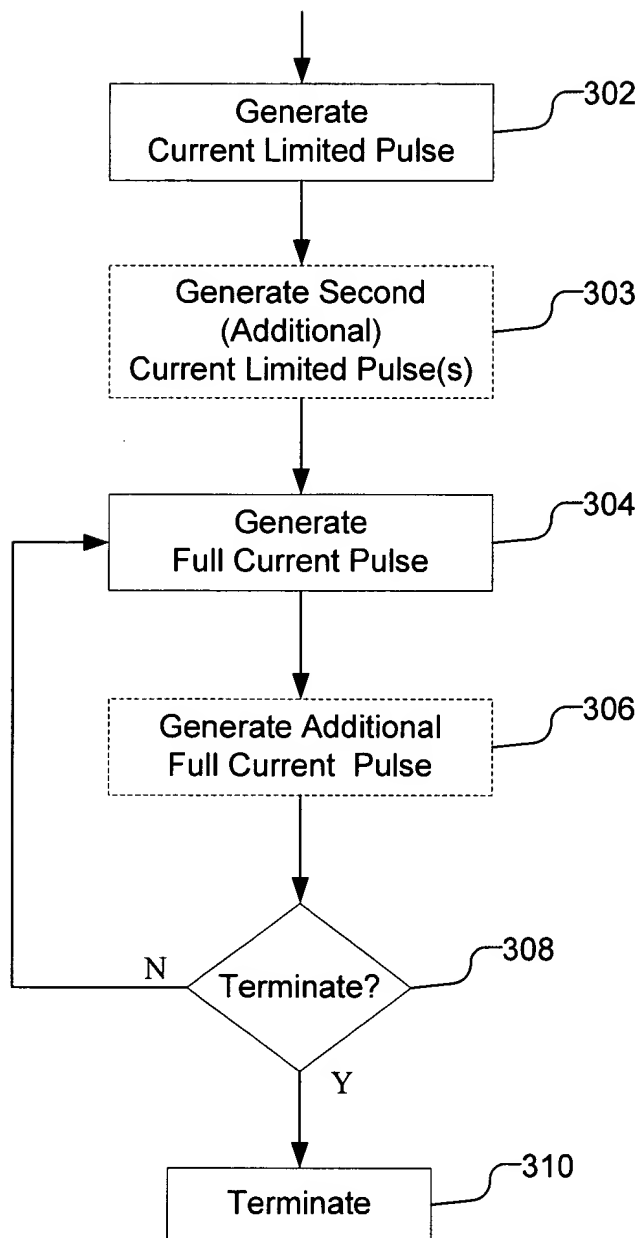 302
Generate
Current Limited Pulse
303
Generate Second
(Additional)
Current Limited Pulse(s)
304
Generate
Full Current Pulse
306
Generate Additional
Full Current Pulse
308
N
Terminate?
Y
310
Terminate